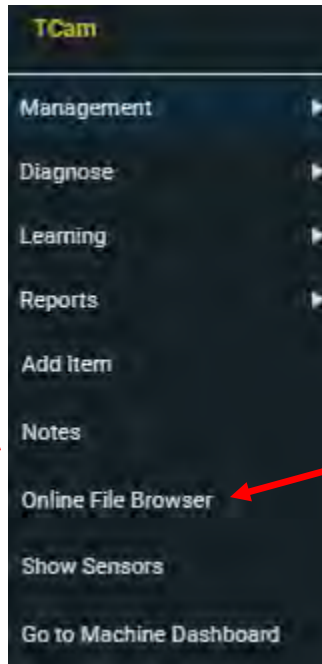 TCam
Management
Diagnose
Learning
Reports
Add Item
Notes
Online File Browser
Show Sensors
Go to Machine Dashboard